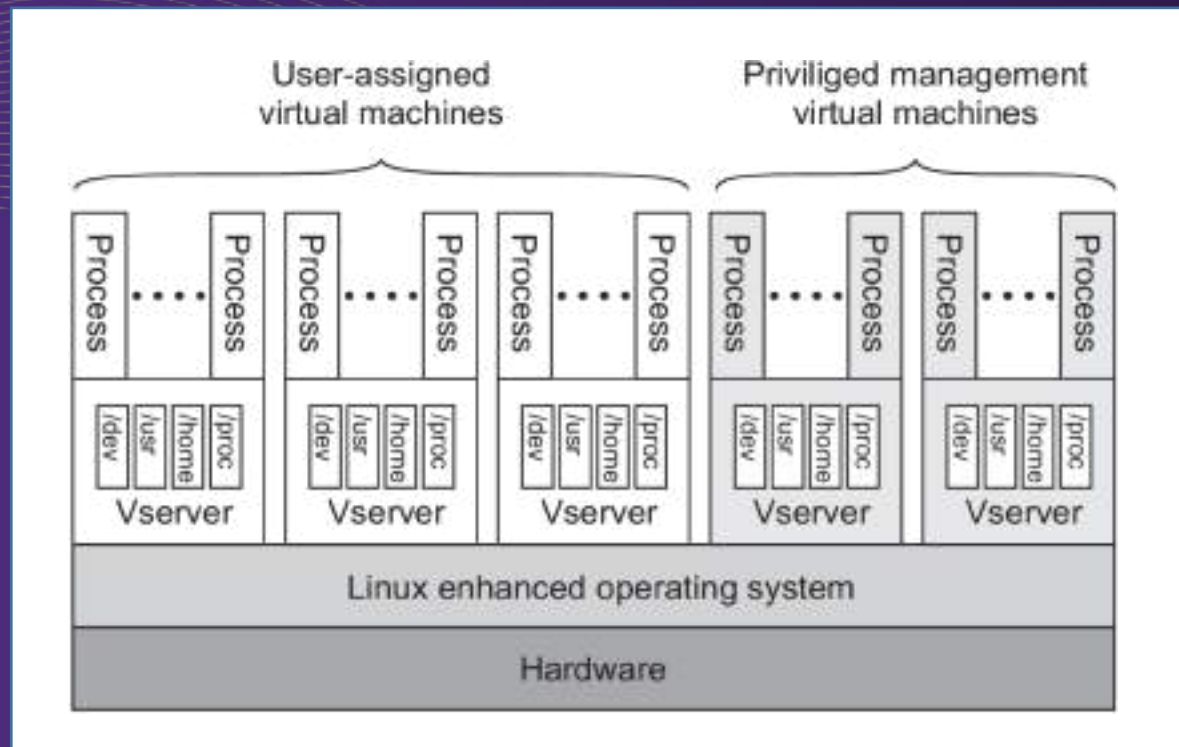 User-assigned
virtual machines
Priviliged management
virtual machines
Process
Process
Process
Process
Process
Process
Process
Process
Process
Process
/dev
/usr
/home
/proc
Vserver
/dev
/usr
/home
/proc
Vserver
/dev
/usr
/home
/proc
Vserver
/dev
/usr
/home
/proc
Vserver
/dev
/usr
/home
/proc
Vserver
Linux enhanced operating system
Hardware